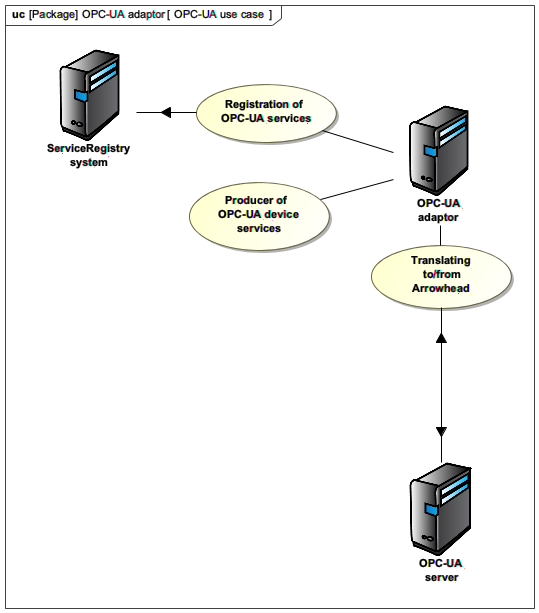 uc [Package] OPC-UA adaptor [ OPC-UA use case ]
Registration of
OPC-UA services
ServiceRegistry
system
OPC-UA
adaptor
Producer of
OPC-UA device
services
Translating
to/from
Arrowhead
OPC-UA
server